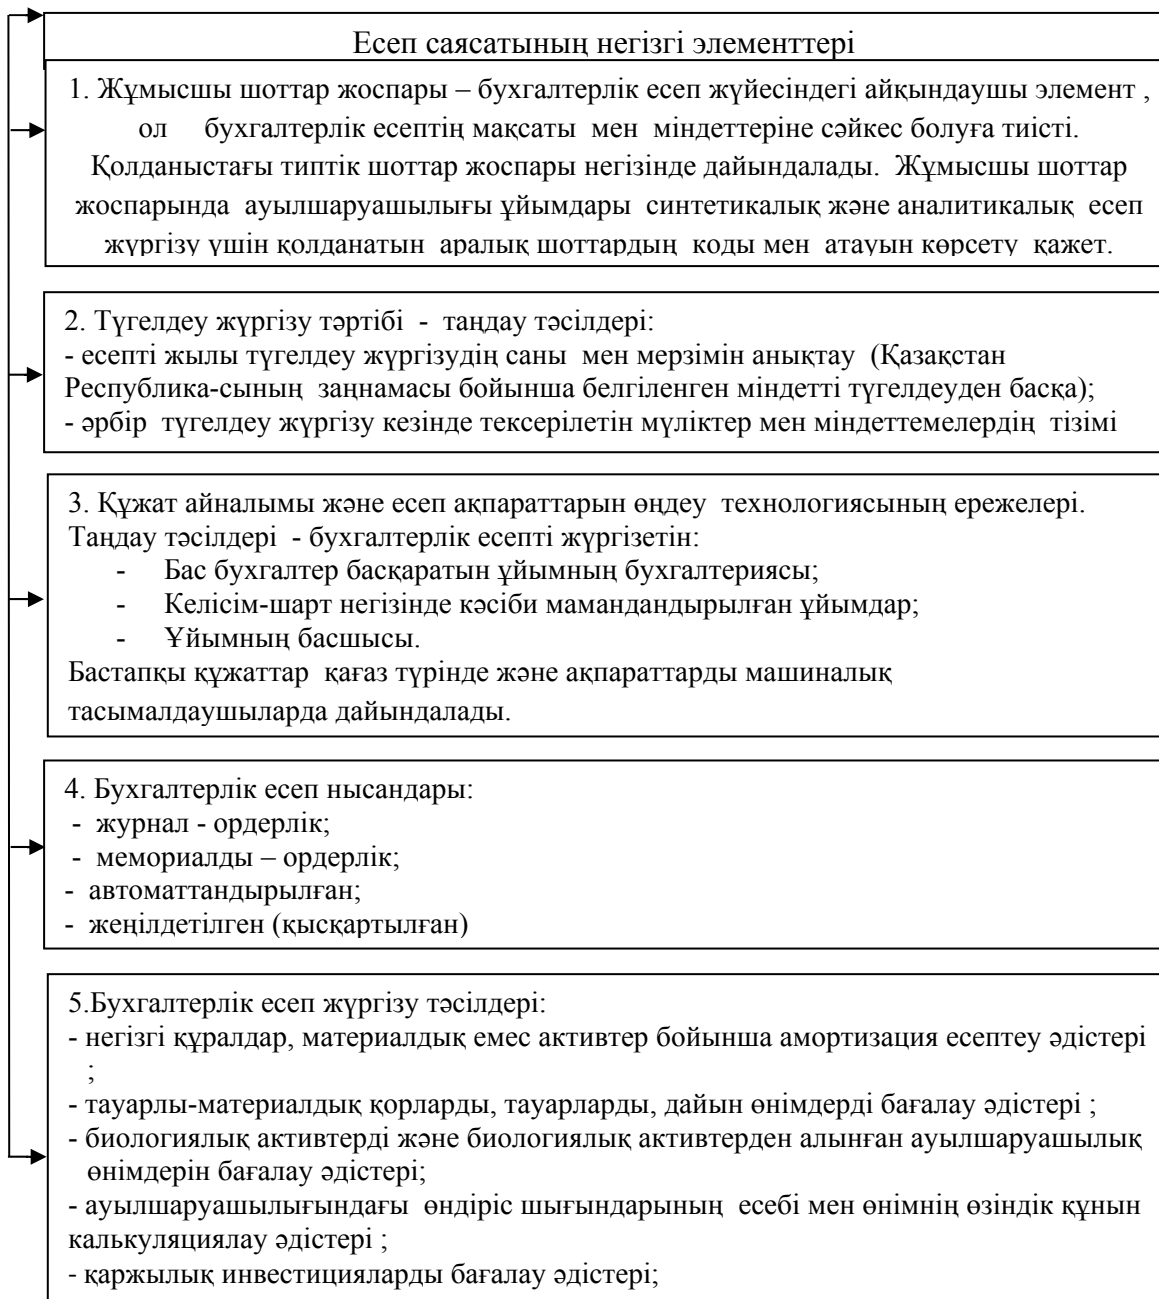 Есеп саясатының негізгі элементтері
1. Жұмысшы шоттар жоспары – бухгалтерлік есеп жүйесіндегі айқындаушы элемент ,
ол бухгалтерлік есептің мақсаты мен міндеттеріне сәйкес болуға тиісті.
Қолданыстағы типтік шоттар жоспары негізінде дайындалады. Жұмысшы шоттар
жоспарында ауылшаруашылығы ұйымдары синтетикалық және аналитикалық есеп
жүргізу үшін қолданатын аралық шоттардың коды мен атауын көрсету қажет.
2. Түгелдеу жүргізу тәртібі - таңдау тәсілдері:
- есепті жылы түгелдеу жүргізудің саны мен мерзімін анықтау (Қазақстан
Республика-сының заңнамасы бойынша белгіленген міндетті түгелдеуден басқа);
- әрбір түгелдеу жүргізу кезінде тексерілетін мүліктер мен міндеттемелердің тізімі
3. Құжат айналымы және есеп ақпараттарын өңдеу технологиясының ережелері.
Таңдау тәсілдері - бухгалтерлік есепті жүргізетін:
- Бас бухгалтер басқаратын ұйымның бухгалтериясы;
- Келісім-шарт негізінде кәсіби мамандандырылған ұйымдар;
- Ұйымның басшысы.
Бастапқы құжаттар қағаз түрінде және ақпараттарды машиналық
тасымалдаушыларда дайындалады.
4. Бухгалтерлік есеп нысандары:
- журнал - ордерлік;
- мемориалды – ордерлік;
- автоматтандырылған;
- жеңілдетілген (қысқартылған)
5.Бухгалтерлік есеп жүргізу тәсілдері:
- негізгі құралдар, материалдық емес активтер бойынша амортизация есептеу әдістері
;
- тауарлы-материалдық қорларды, тауарларды, дайын өнімдерді бағалау әдістері ;
- биологиялық активтерді және биологиялық активтерден алынған ауылшаруашылық
өнімдерін бағалау әдістері;
- ауылшаруашылығындағы өндіріс шығындарының есебі мен өнімнің өзіндік құнын
калькуляциялау әдістері ;
- қаржылық инвестицияларды бағалау әдістері;